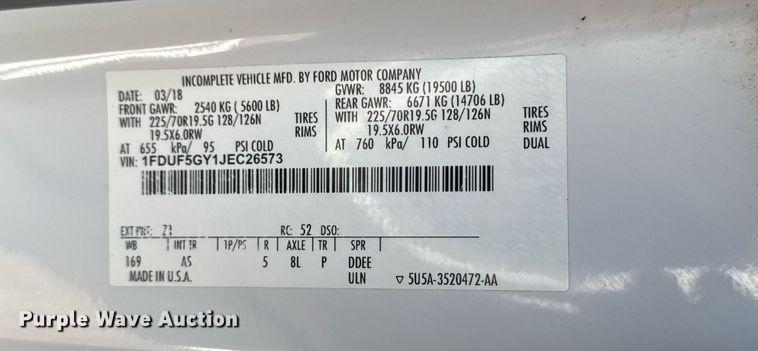 INCOMPLETE VEHICLE MFD. BY FORD MOTOR COMPANY
DATE: 03/18 GVWR: 8845 KG (19500 LB)
FRONT GAWR: 2540 KG (5600 LB) REAR GAWR: 6671 KG (14706 LB)
WITH 225/70R19.5G 128/126N TIRES WITH 225/70R19.5G 128/126N TIRES
19.5X6.0RW RIMS 19.5X6.0RW RIMS
AT 655 kPa/ 95 PSI COLD AT 760 kPa/ 110 PSI COLD DUAL
VIN: 1FDUF5GY1JEC26573
EXT PNT: Z1 RC: 52 DSO:
WB INT TR TP/PS R AXLE TR SPR
169 AS 5 8L P DDEE
MADE IN U.S.A. ULN ▽ 5U5A-3520472-AA
Purple Wave Auction